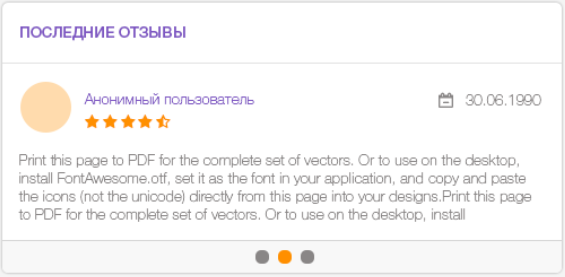 ПОСЛЕДНИЕ ОТЗЫВЫ
Анонимный пользователь
30.06.1990
Print this page to PDF for the complete set of vectors. Or to use on the desktop,
install FontAwesome.otf, set it as the font in your application, and copy and paste
the icons (not the unicode) directly from this page into your designs.Print this page
to PDF for the complete set of vectors. Or to use on the desktop, install